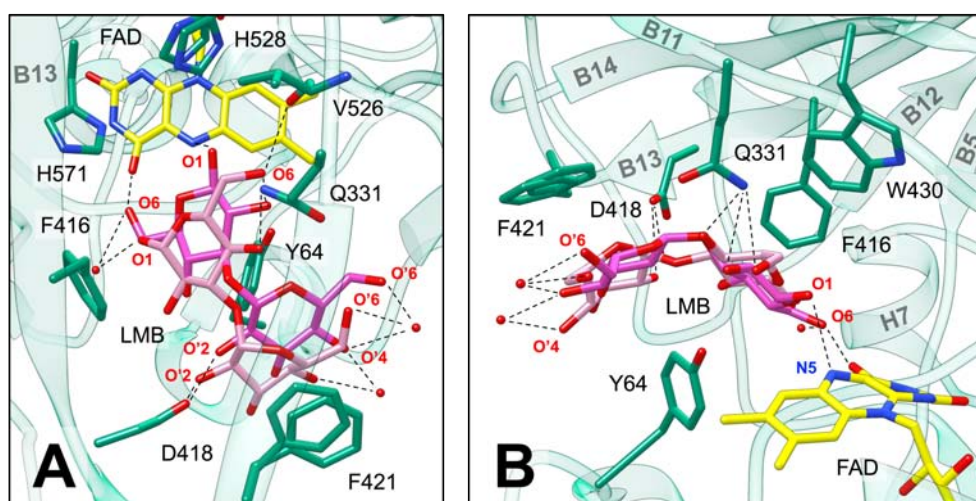 FAD
H528
B13
V526
O1
H571
O6
Q331
O6
F416
O1
Y64
O'6
O'6
LMB
O'2
O'4
O'2
D418
F421
A
B11
B14
B12
B5
B13
Q331
W430
F421
D418
F416
O'6
O1
LMB
O6
H7
O'4
N5
Y64
FAD
B